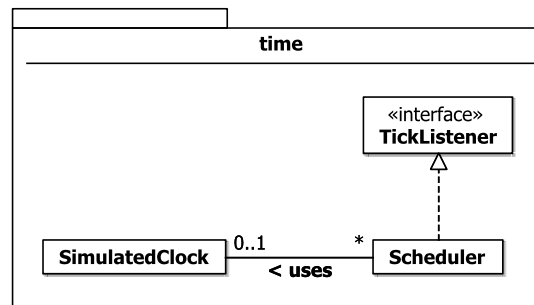 time
«interface»
TickListener
0..1
*
SimulatedClock
Scheduler
< uses